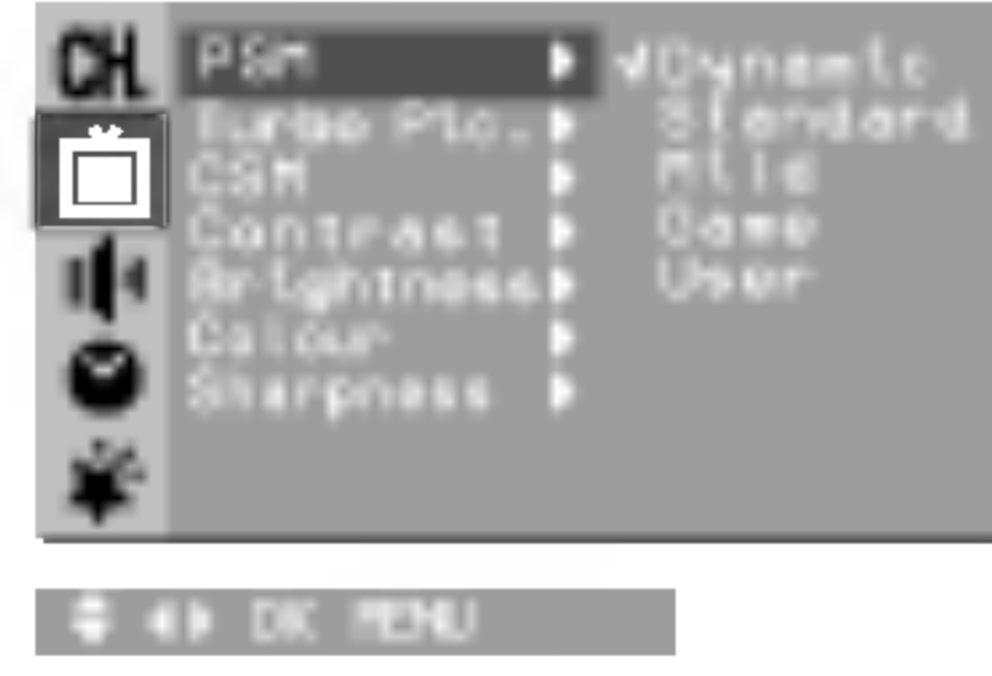 CH
PSM ✓Dynamic
Turbo Pic. Standard
CSM Mild
Contrast Game
Brightness User
Colour
Sharpness
OK MENU